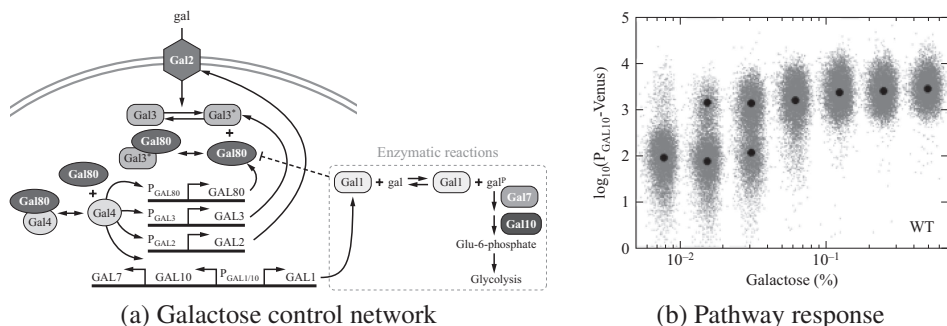 gal
Gal2
Gal3
Gal3*
+
Gal80
Gal3*
Gal80
Gal80
+
Gal80
Gal4
Gal4
P_GAL80
GAL80
P_GAL3
GAL3
P_GAL2
GAL2
GAL7
GAL10
P_GAL1/10
GAL1
Enzymatic reactions
Gal1 + gal
Gal1 + gal^P
Gal7
Gal10
Glu-6-phosphate
Glycolysis
(a) Galactose control network
log10(P_GAL10-Venus)
5
4
3
2
1
0
WT
10^-2
10^-1
Galactose (%)
(b) Pathway response